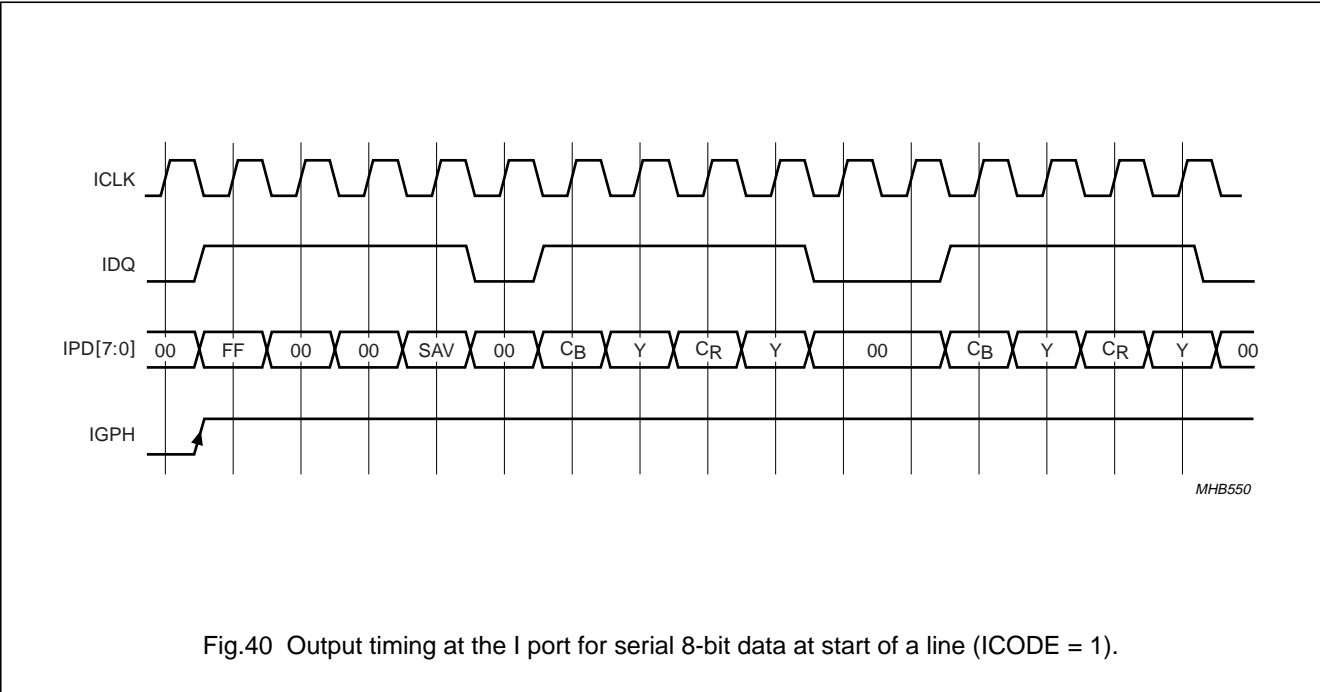 ICLK
IDQ
IPD[7:0] 00 FF 00 00 SAV 00 CB Y CR Y 00 CB Y CR Y 00
IGPH
MHB550
Fig.40 Output timing at the I port for serial 8-bit data at start of a line (ICODE = 1).